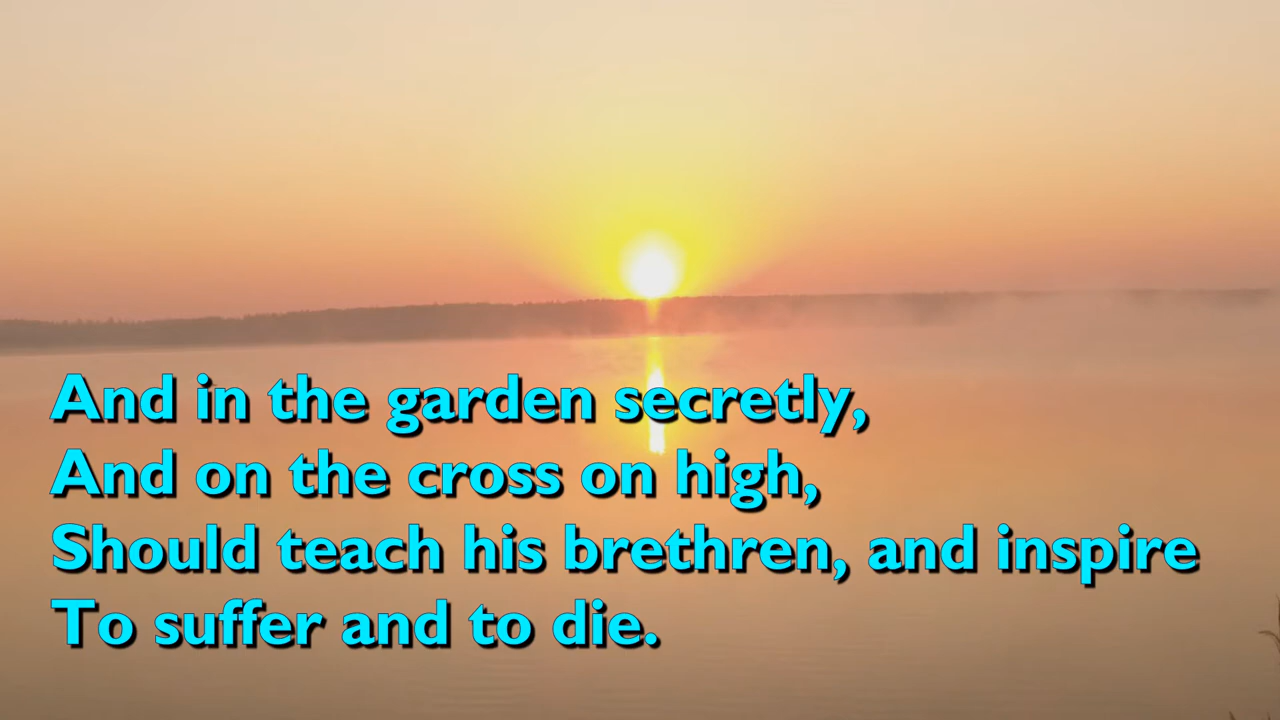 And in the garden secretly,
And on the cross on high,
Should teach his brethren, and inspire
To suffer and to die.